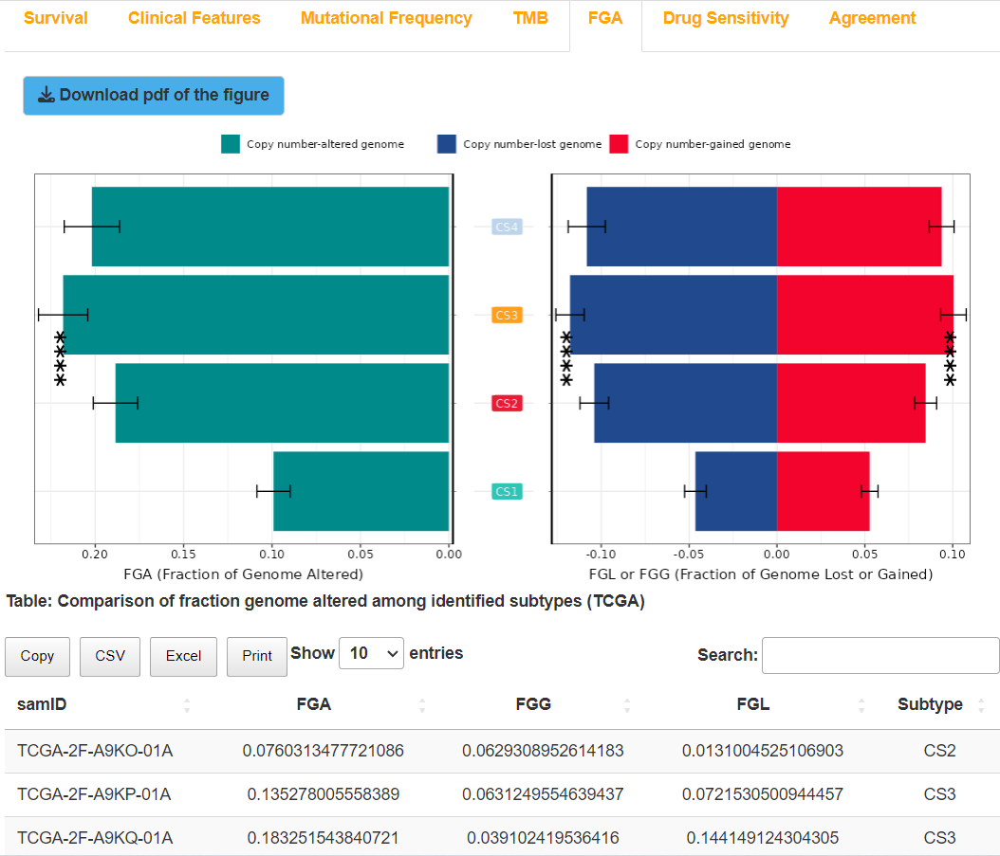 Survival Clinical Features Mutational Frequency TMB FGA Drug Sensitivity Agreement
Download pdf of the figure
Copy number-altered genome Copy number-lost genome Copy number-gained genome
CS4
CS3
**** **** ****
CS2
CS1
0.20 0.15 0.10 0.05 0.00 -0.10 -0.05 0.00 0.05 0.10
FGA (Fraction of Genome Altered) FGL or FGG (Fraction of Genome Lost or Gained)
Table: Comparison of fraction genome altered among identified subtypes (TCGA)
Copy CSV Excel Print Show 10 entries Search:
samID FGA FGG FGL Subtype
TCGA-2F-A9KO-01A 0.0760313477721086 0.0629308952614183 0.0131004525106903 CS2
TCGA-2F-A9KP-01A 0.135278005558389 0.0631249554639437 0.0721530500944457 CS3
TCGA-2F-A9KQ-01A 0.183251543840721 0.039102419536416 0.144149124304305 CS3